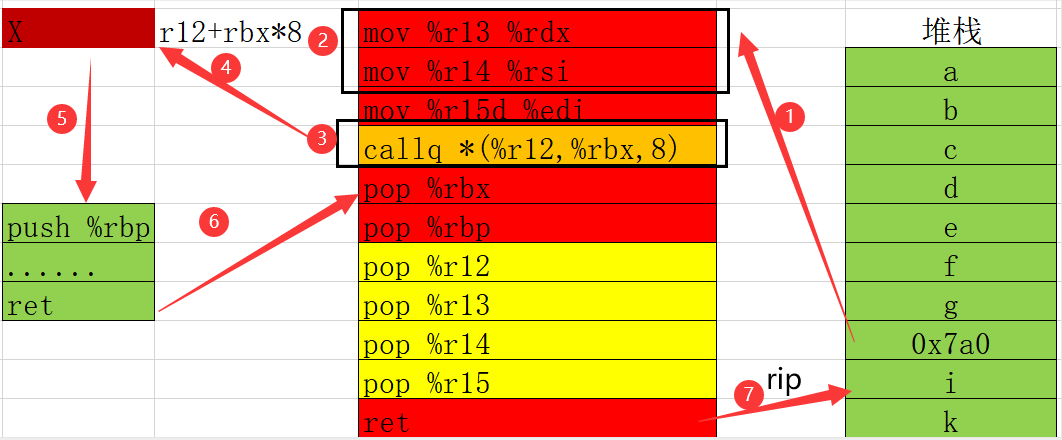 X
r12+rbx*8
4
5
push %rbp
......
ret
6
2
mov %r13 %rdx
mov %r14 %rsi
mov %r15d %edi
3
callq *(%r12,%rbx,8)
pop %rbx
pop %rbp
pop %r12
pop %r13
pop %r14
pop %r15
ret
1
7
rip
堆栈
a
b
c
d
e
f
g
0x7a0
i
k